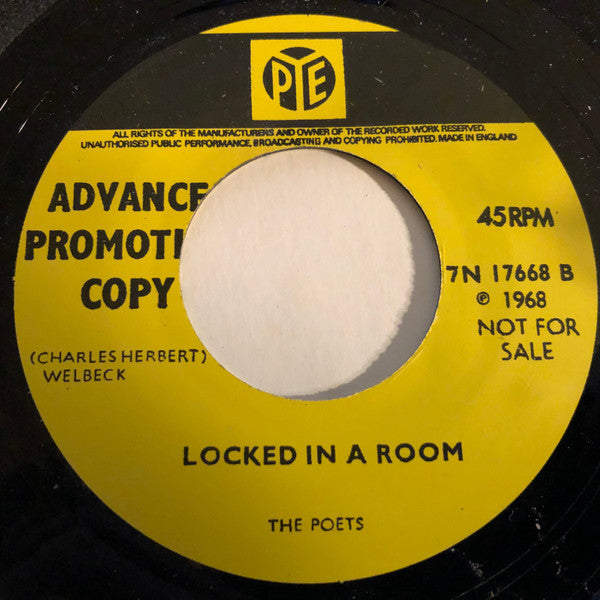 PYE
ALL RIGHTS OF THE MANUFACTURERS AND OWNER OF THE RECORDED WORK RESERVED.
UNAUTHORISED PUBLIC PERFORMANCE, BROADCASTING AND COPYING PROHIBITED. MADE IN ENGLAND
ADVANCE
PROMOTI
COPY
45 RPM
7N 17668 B
℗ 1968
NOT FOR
SALE
(CHARLES HERBERT)
WELBECK
LOCKED IN A ROOM
THE POETS